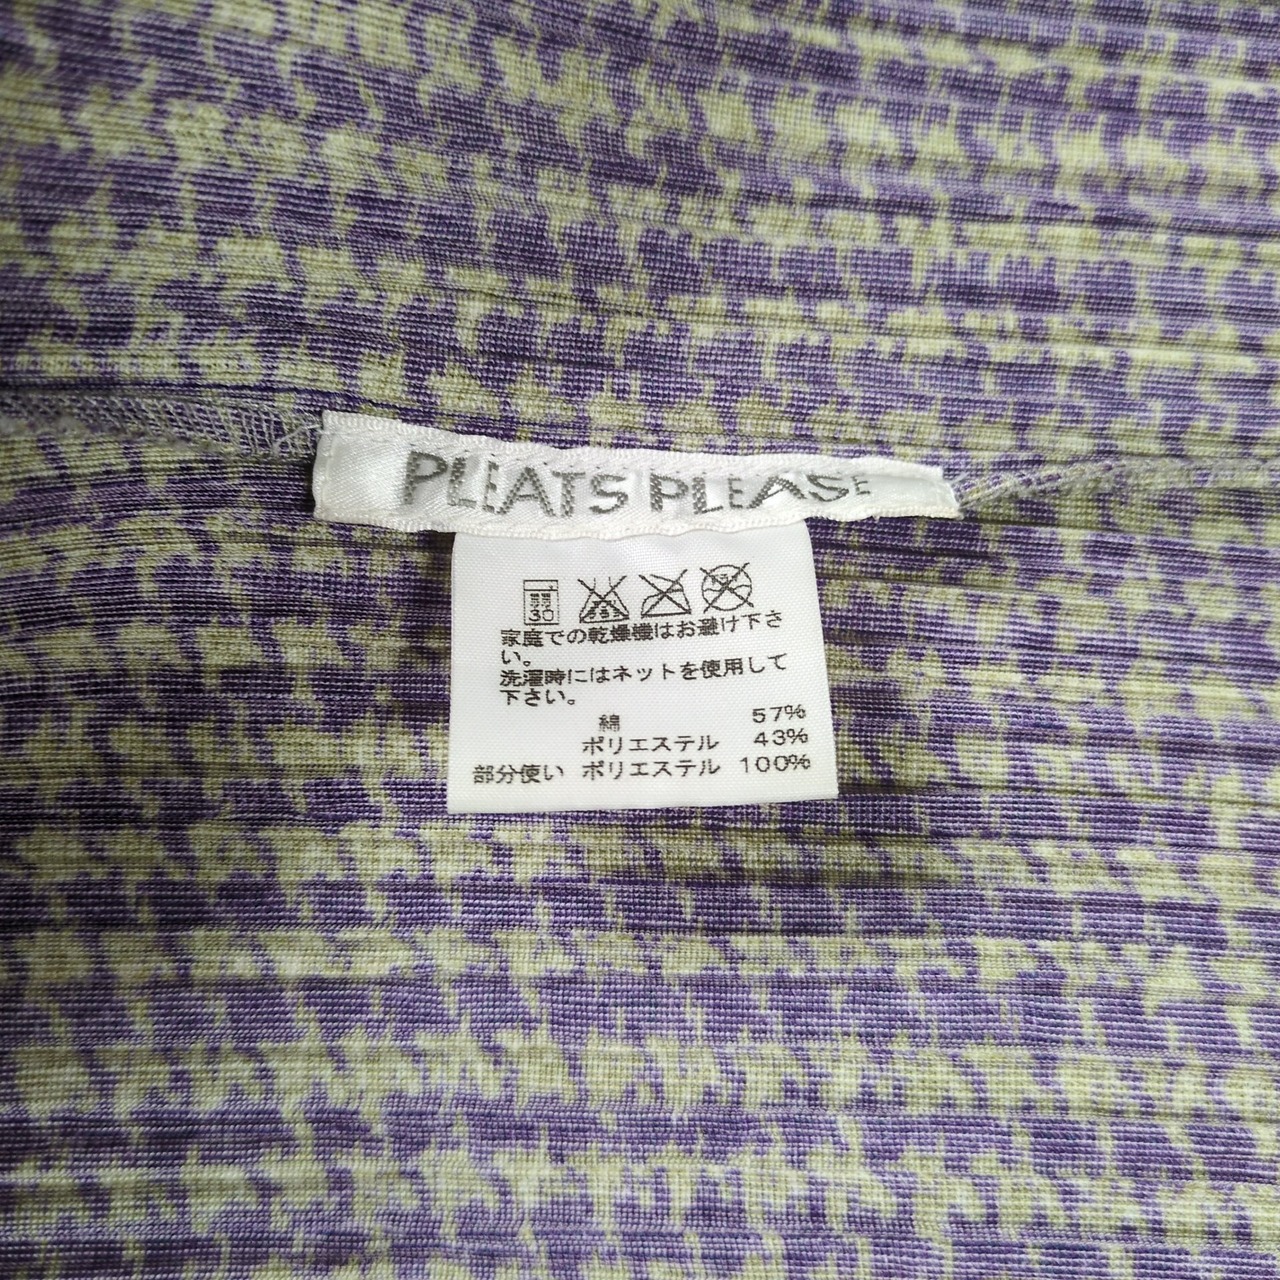 PLEATS PLEASE
30
家庭での乾燥機はお避け下さ
い。
洗濯時にはネットを使用して
下さい。
綿 57%
ポリエステル 43%
部分使い ポリエステル 100%